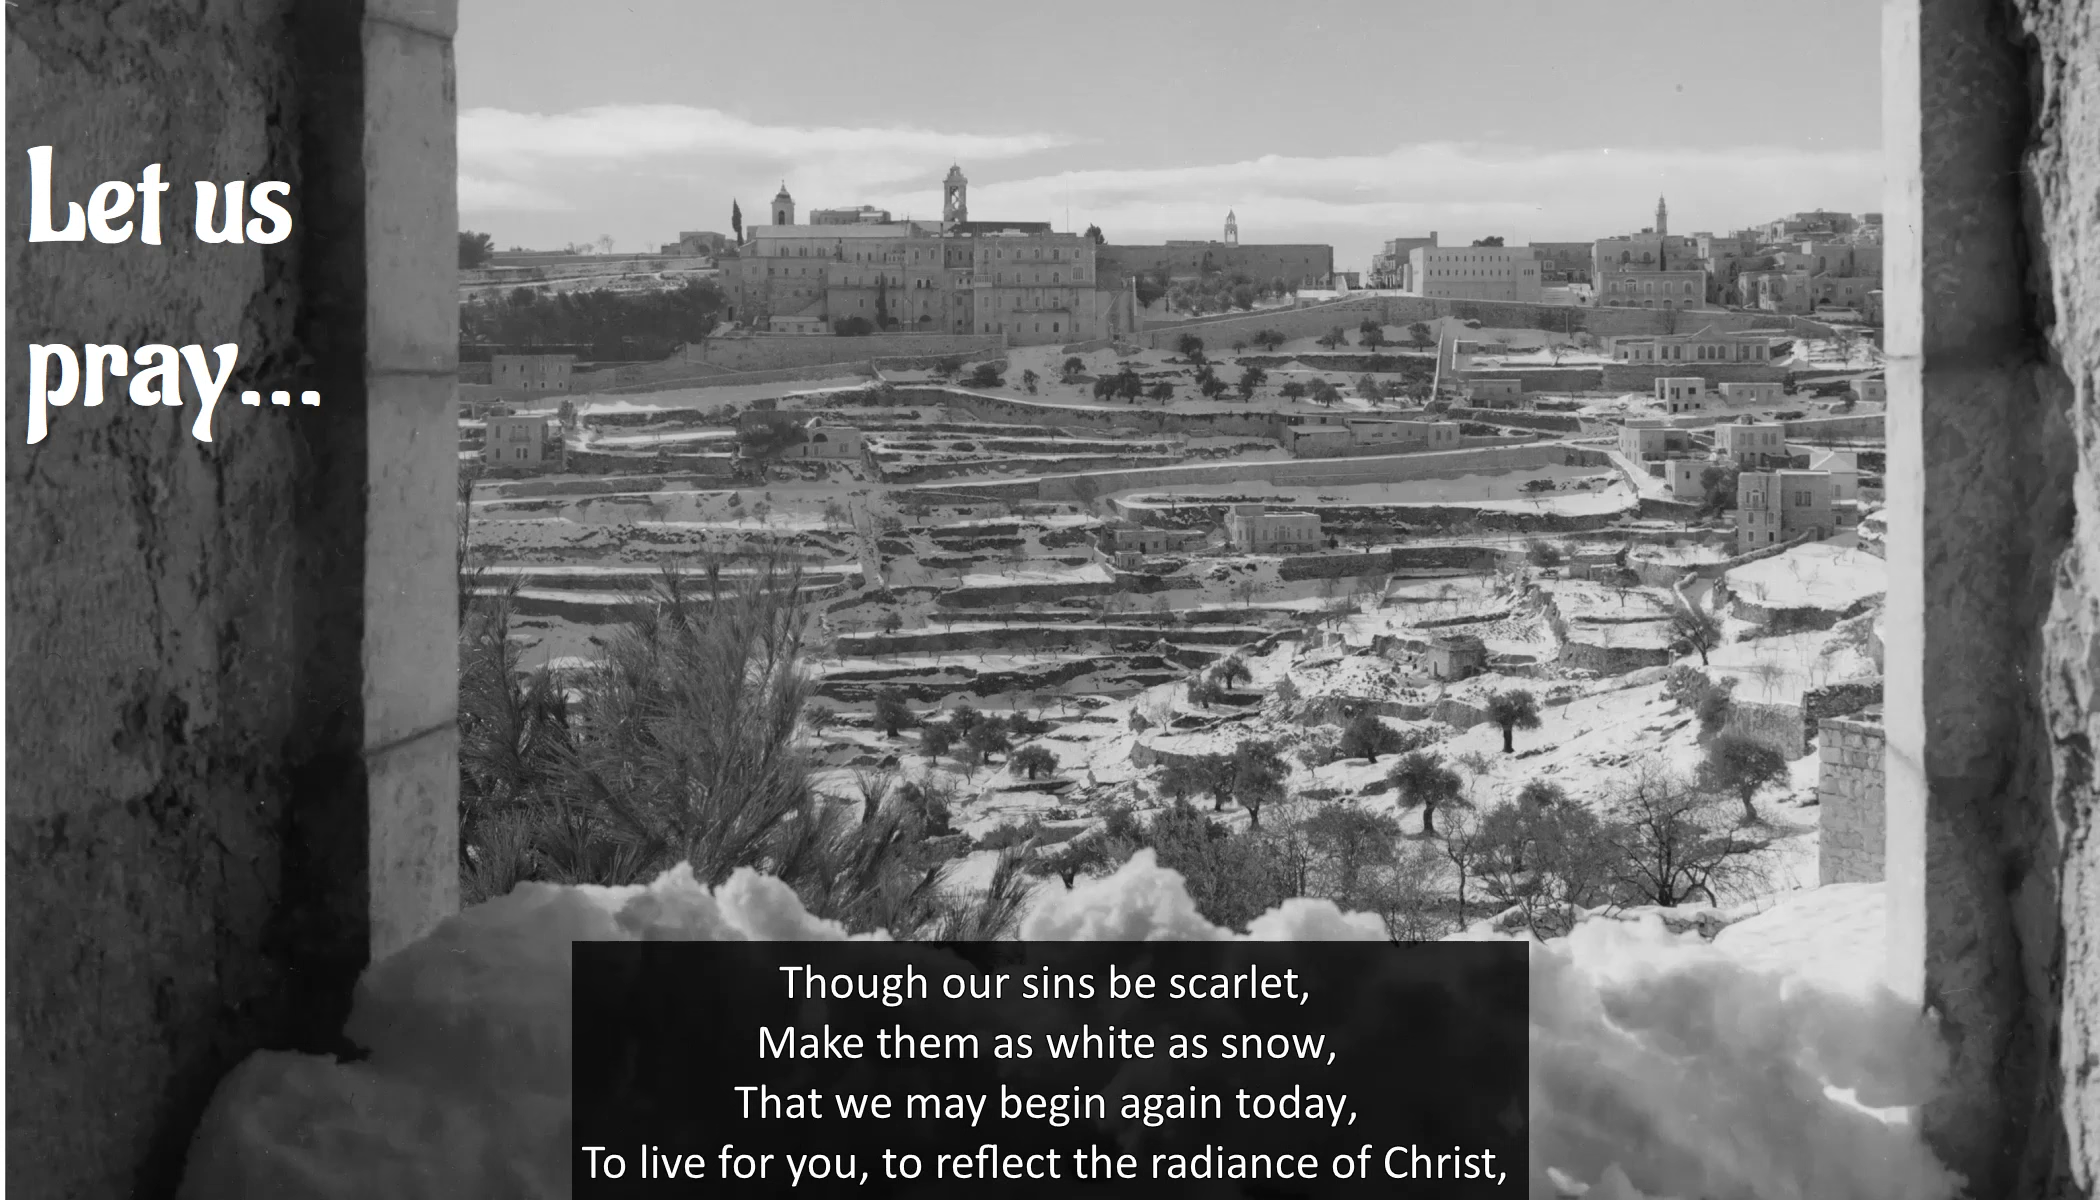 Let us
pray...
Though our sins be scarlet,
Make them as white as snow,
That we may begin again today,
To live for you, to reflect the radiance of Christ,